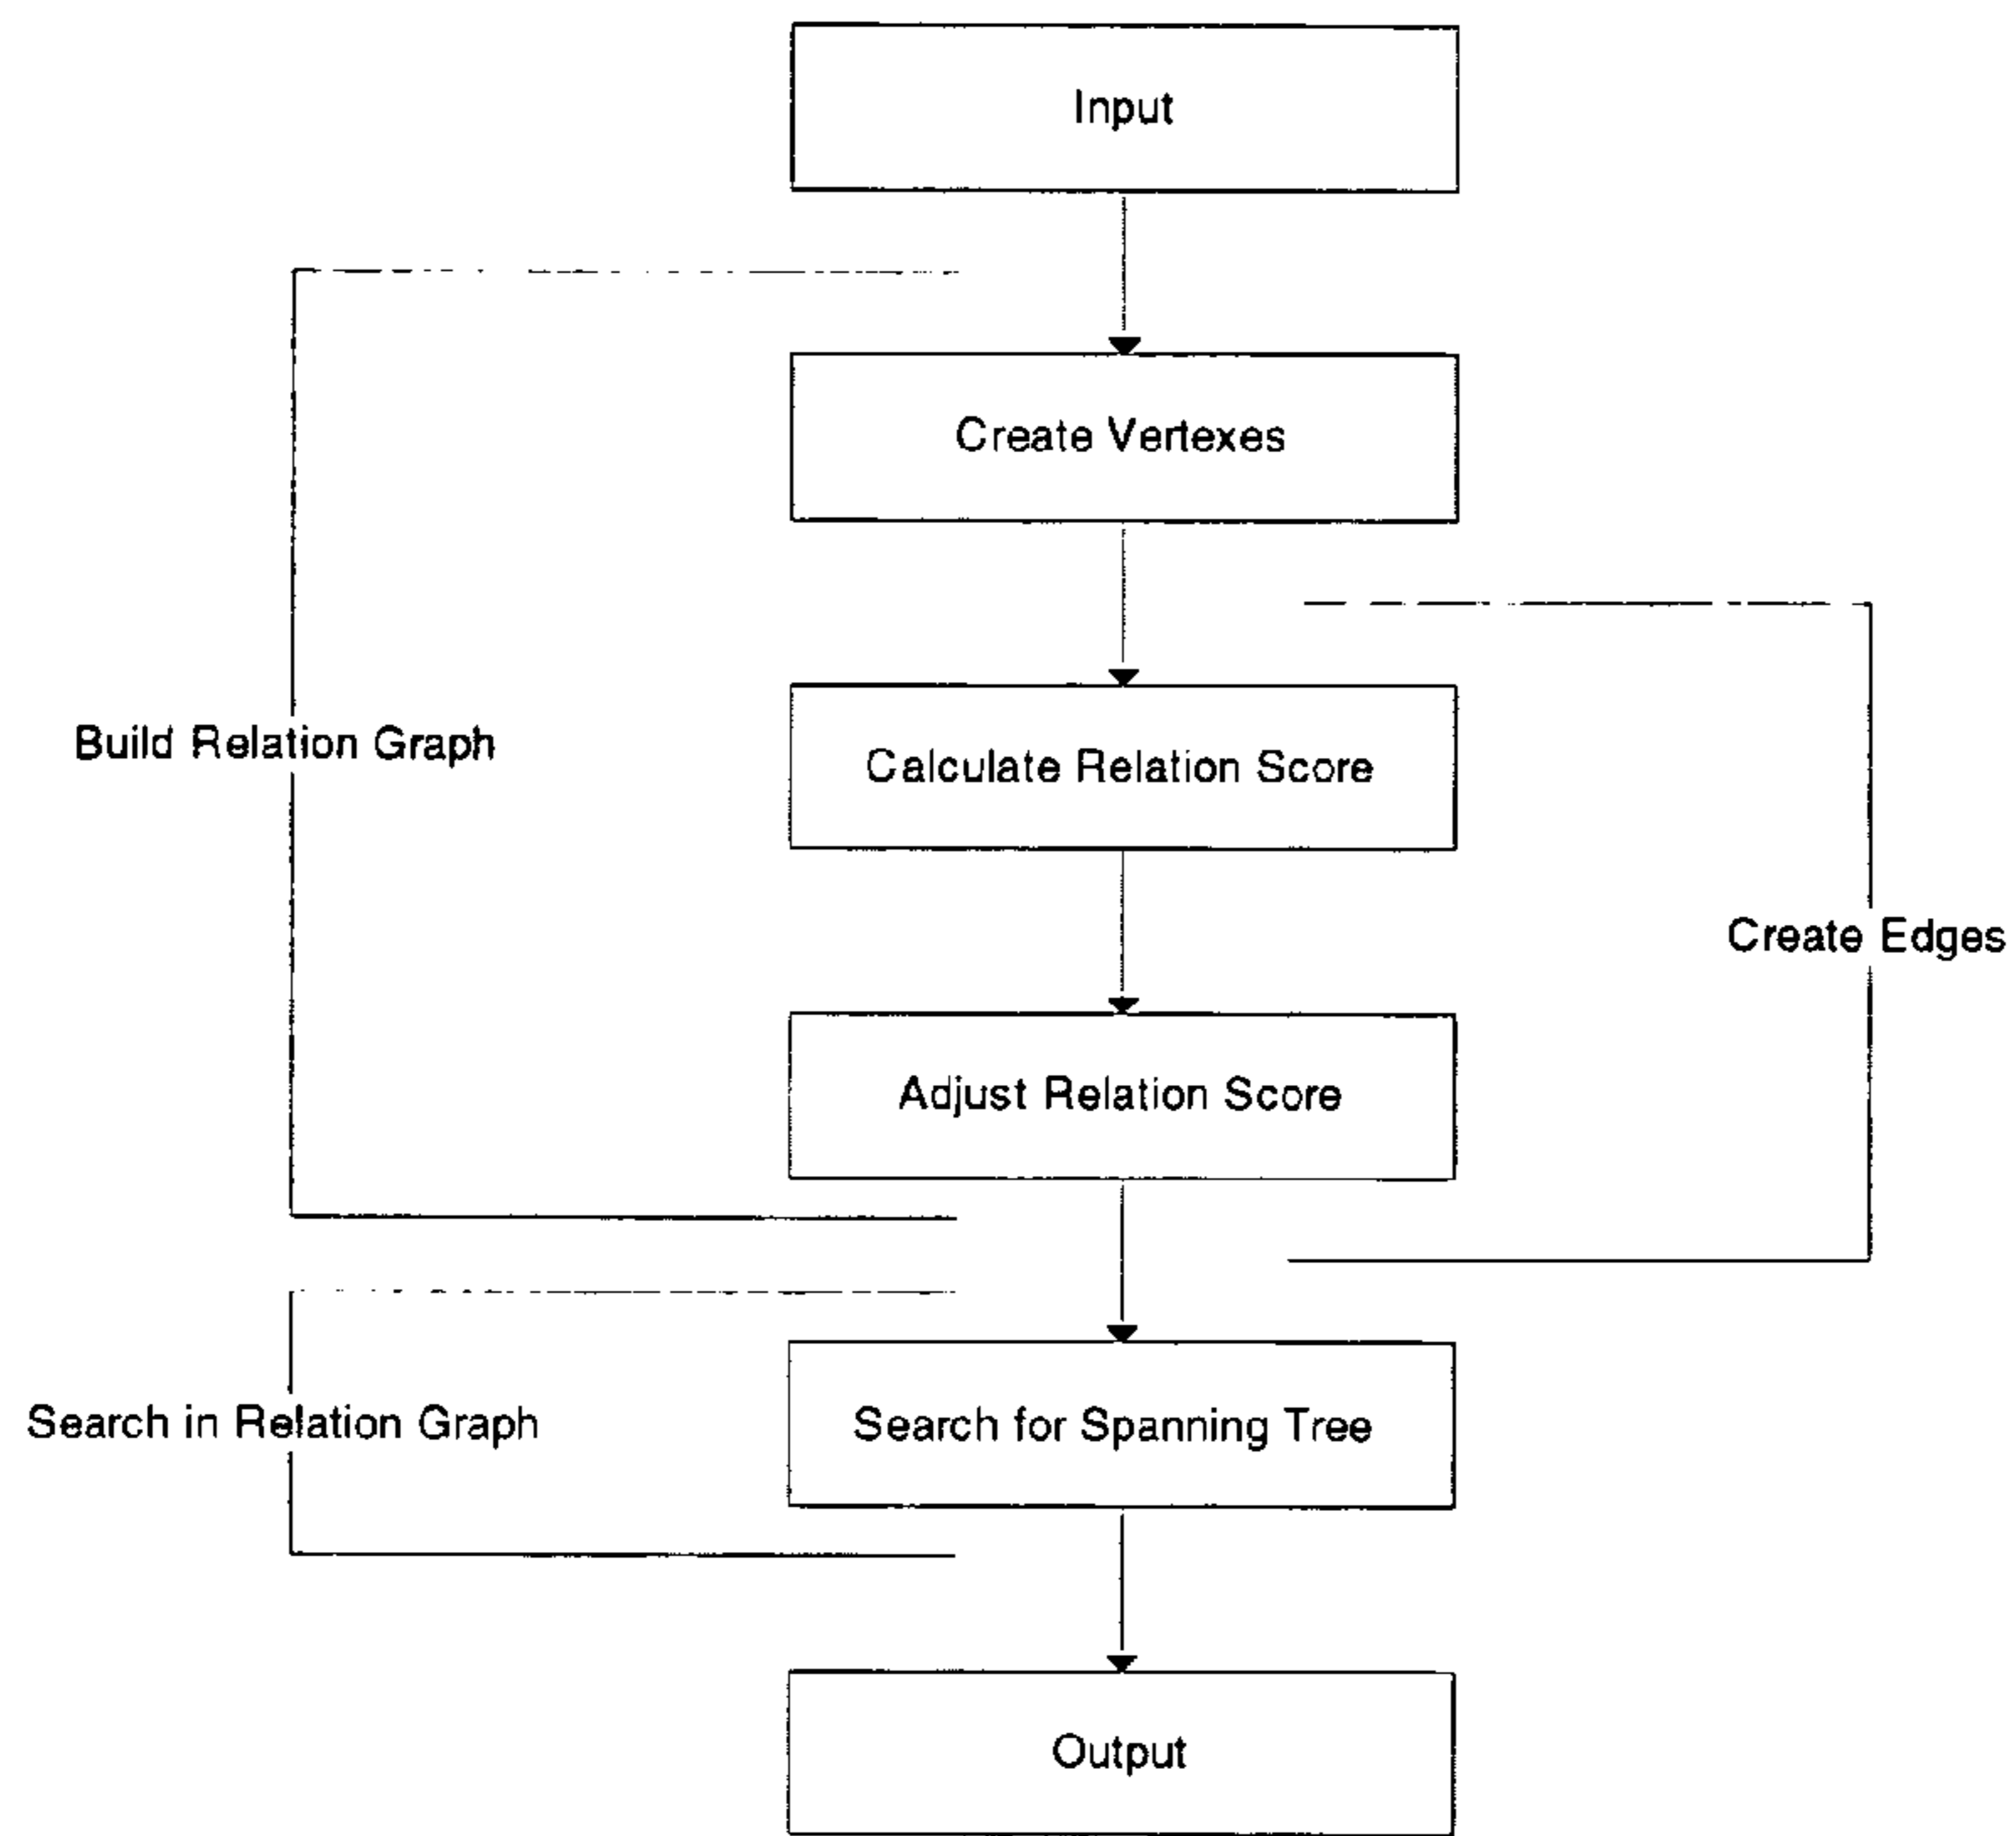 Input
Create Vertexes
Build Relation Graph
Calculate Relation Score
Create Edges
Adjust Relation Score
Search in Relation Graph
Search for Spanning Tree
Output